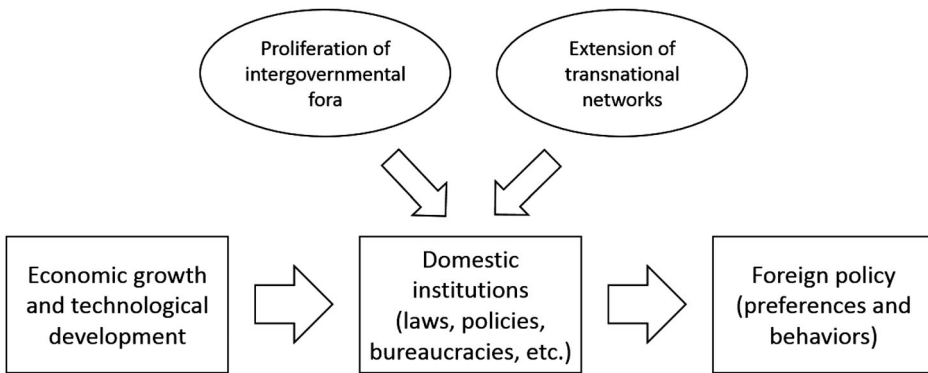 Proliferation of
intergovernmental
fora
Extension of
transnational
networks
Economic growth
and technological
development
Domestic
institutions
(laws, policies,
bureaucracies, etc.)
Foreign policy
(preferences and
behaviors)